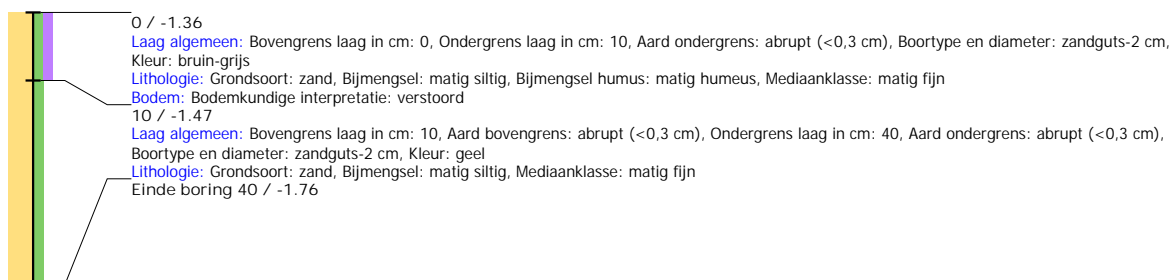 0 / -1.36
Laag algemeen: Bovengrens laag in cm: 0, Ondergrens laag in cm: 10, Aard ondergrens: abrupt (<0,3 cm), Boortype en diameter: zandguts-2 cm,
Kleur: bruin-grijs
Lithologie: Grondsoort: zand, Bijmengsel: matig siltig, Bijmengsel humus: matig humeus, Mediaanklasse: matig fijn
Bodem: Bodemkundige interpretatie: verstoord
10 / -1.47
Laag algemeen: Bovengrens laag in cm: 10, Aard bovengrens: abrupt (<0,3 cm), Ondergrens laag in cm: 40, Aard ondergrens: abrupt (<0,3 cm),
Boortype en diameter: zandguts-2 cm, Kleur: geel
Lithologie: Grondsoort: zand, Bijmengsel: matig siltig, Mediaanklasse: matig fijn
Einde boring 40 / -1.76